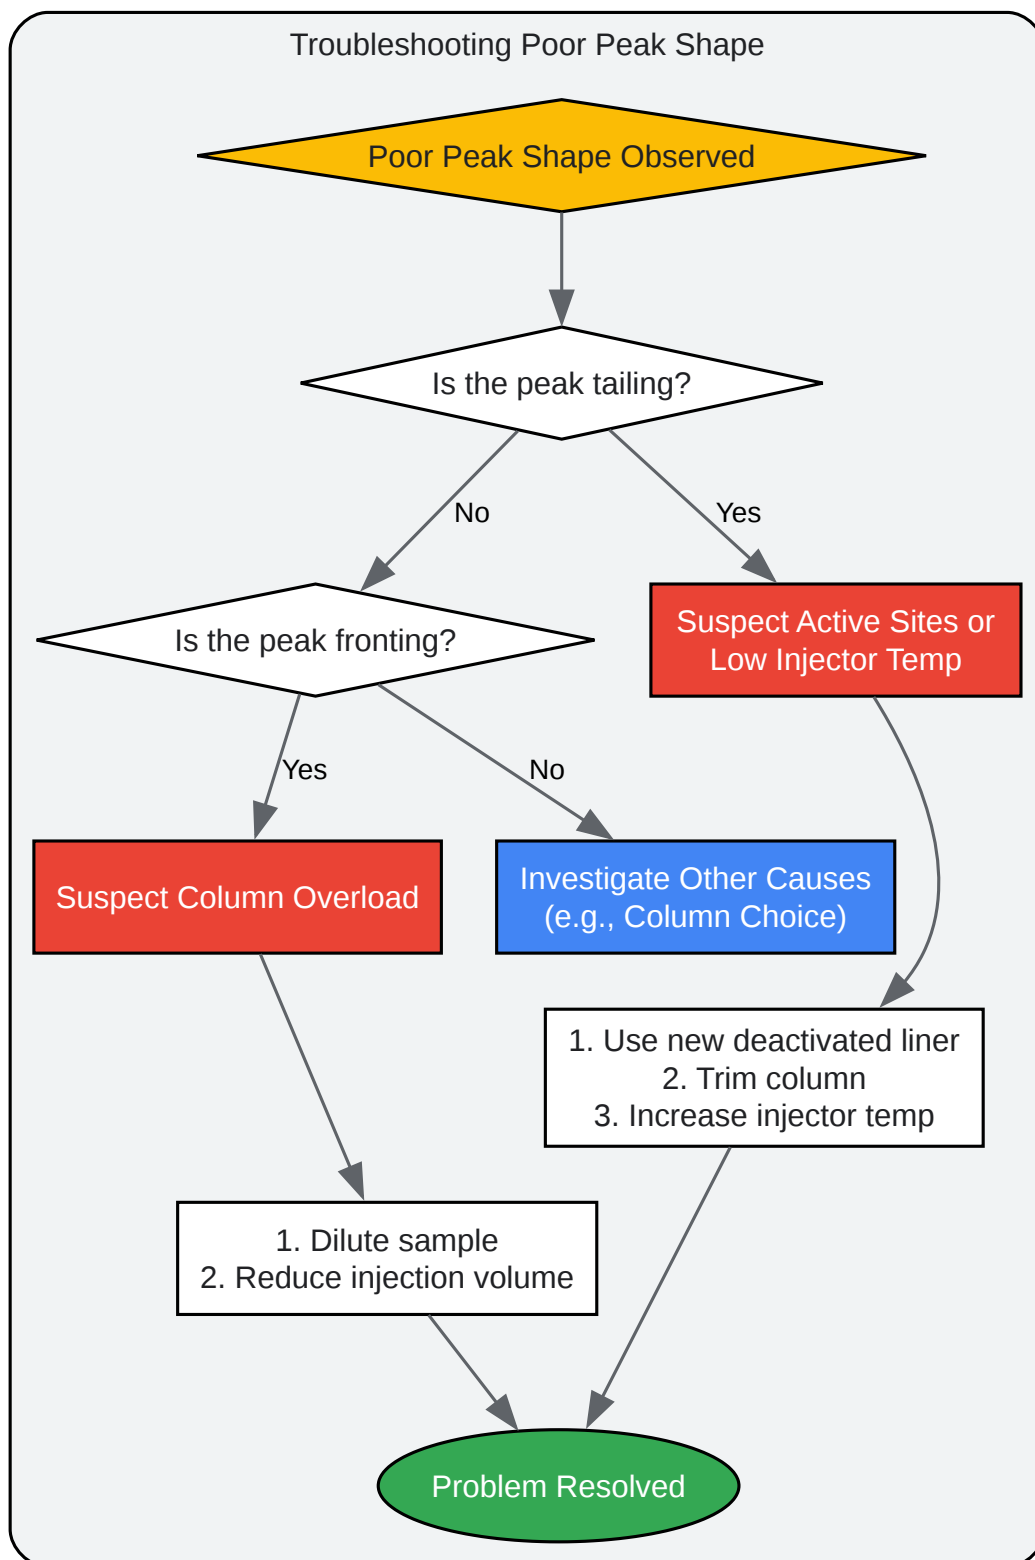 Troubleshooting Poor Peak Shape
Poor Peak Shape Observed
Is the peak tailing?
No
Yes
Is the peak fronting?
Suspect Active Sites or
Low Injector Temp
Yes
No
Suspect Column Overload
Investigate Other Causes
(e.g., Column Choice)
1. Use new deactivated liner
2. Trim column
3. Increase injector temp
1. Dilute sample
2. Reduce injection volume
Problem Resolved